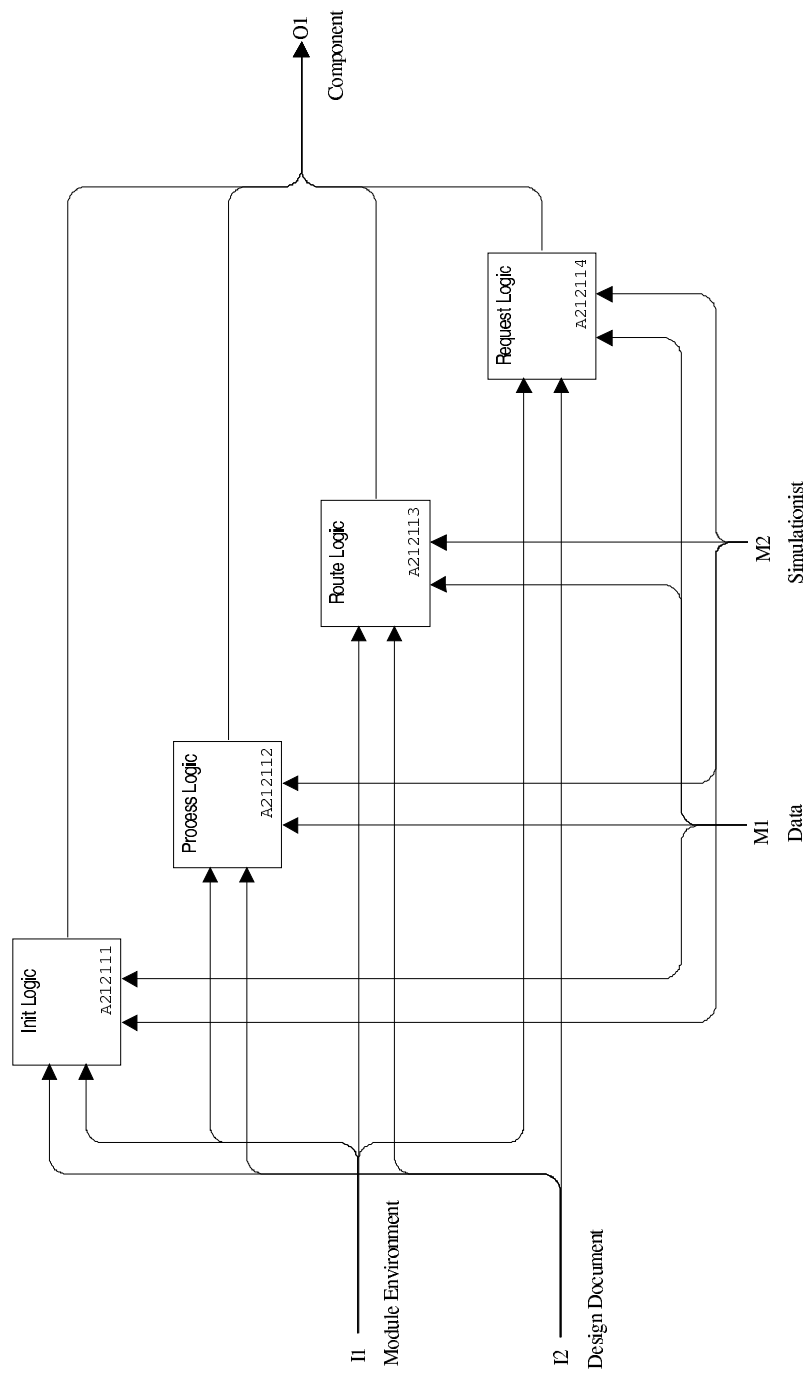 Init Logic
A212111
Process Logic
A212112
Route Logic
A212113
Request Logic
A212114
I1
Module Environment
I2
Design Document
M1
Data
M2
Simulationist
O1
Component